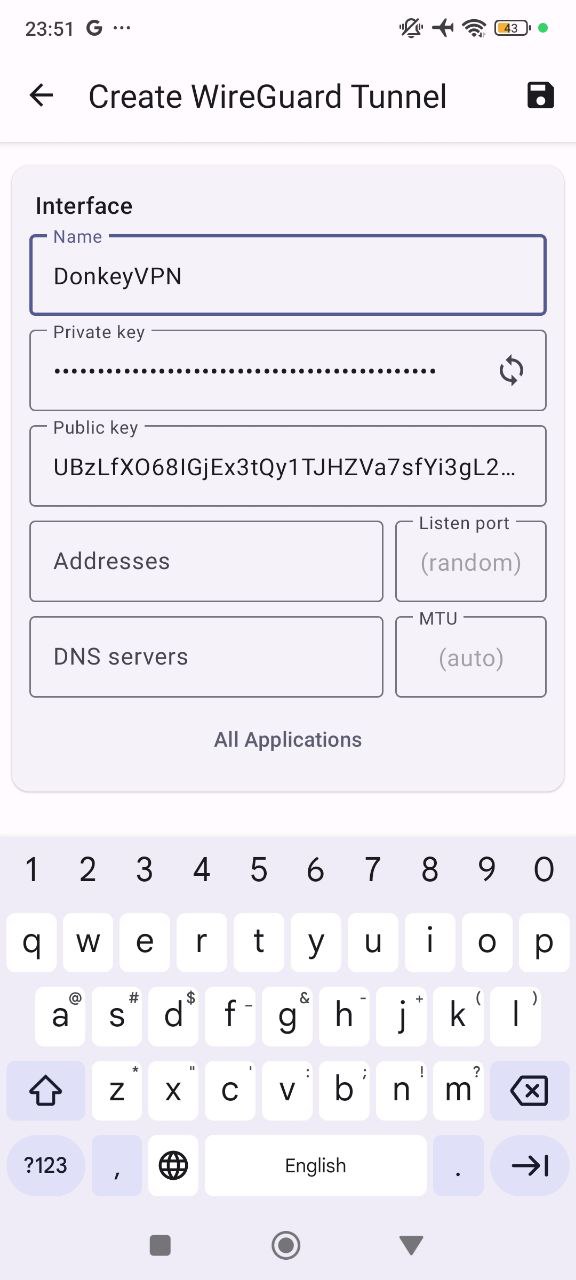 23:51 G ... 43
Create WireGuard Tunnel
Interface
Name
DonkeyVPN
Private key
••••••••••••••••••••••••••••••••••••••••••••
Public key
UBzLfXO68IGjEx3tQy1TJHZVa7sfYi3gL2...
Addresses
Listen port
(random)
DNS servers
MTU
(auto)
All Applications
1 2 3 4 5 6 7 8 9 0
q w e r t y u i o p
@ # $ _ & - + ( )
a s d f g h j k l
* " ' : ; ! ?
z x c v b n m
?123 , English .